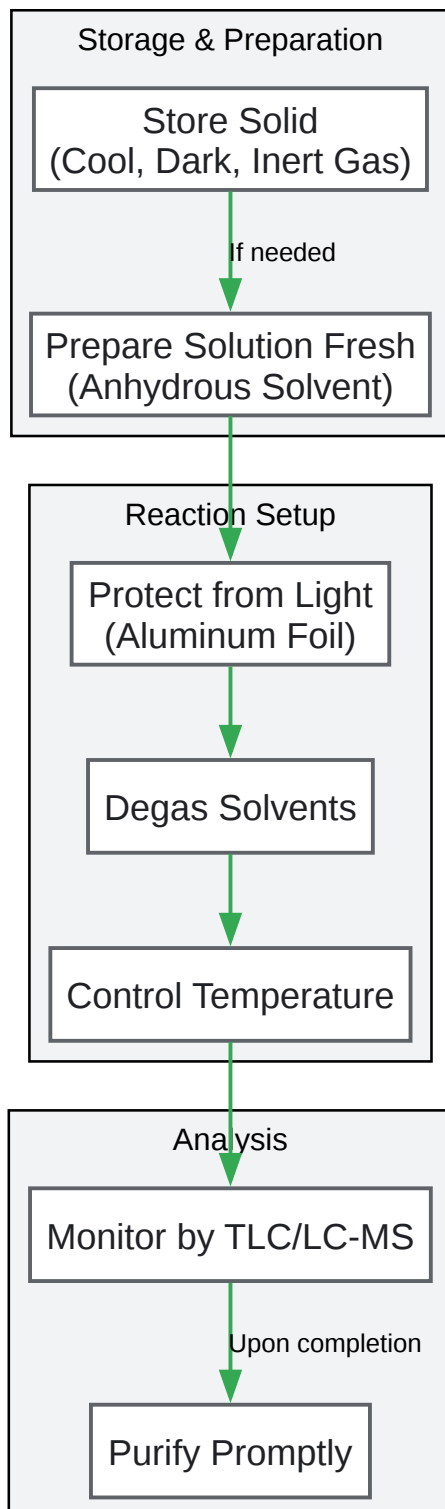 Storage & Preparation
Store Solid
(Cool, Dark, Inert Gas)
If needed
Prepare Solution Fresh
(Anhydrous Solvent)
Reaction Setup
Protect from Light
(Aluminum Foil)
Degas Solvents
Control Temperature
Analysis
Monitor by TLC/LC-MS
Upon completion
Purify Promptly